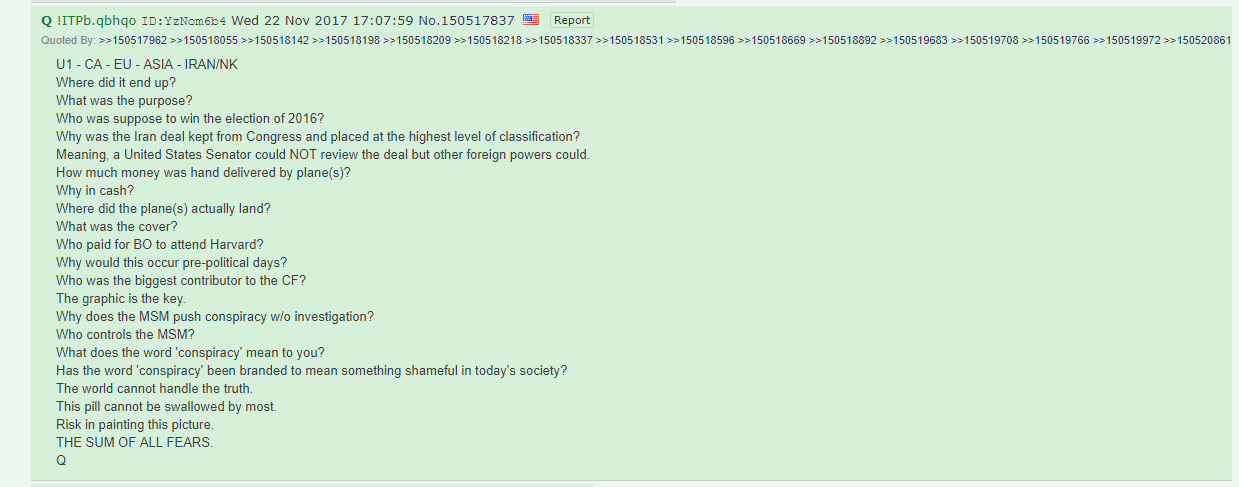 Q !ITPb.qbhqo ID:YzNom6b4 Wed 22 Nov 2017 17:07:59 No.150517837 Report
Quoted By: >>150517962 >>150518055 >>150518142 >>150518198 >>150518209 >>150518218 >>150518337 >>150518531 >>150518596 >>150518669 >>150518892 >>150519683 >>150519708 >>150519766 >>150519972 >>150520861
U1 - CA - EU - ASIA - IRAN/NK
Where did it end up?
What was the purpose?
Who was suppose to win the election of 2016?
Why was the Iran deal kept from Congress and placed at the highest level of classification?
Meaning, a United States Senator could NOT review the deal but other foreign powers could.
How much money was hand delivered by plane(s)?
Why in cash?
Where did the plane(s) actually land?
What was the cover?
Who paid for BO to attend Harvard?
Why would this occur pre-political days?
Who was the biggest contributor to the CF?
The graphic is the key.
Why does the MSM push conspiracy w/o investigation?
Who controls the MSM?
What does the word 'conspiracy' mean to you?
Has the word 'conspiracy' been branded to mean something shameful in today's society?
The world cannot handle the truth.
This pill cannot be swallowed by most.
Risk in painting this picture.
THE SUM OF ALL FEARS.
Q